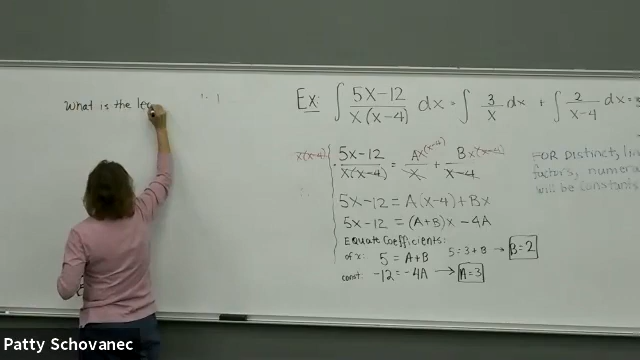 What is the le
Ex: ∫ 5x-12 / x(x-4) dx = ∫ 3/x dx + ∫ 2/x-4 dx =
x(x-4) · 5x-12 / x(x-4) = Ax(x-4) / x + Bx(x-4) / x-4
FOR DISTINCT,
factors, numera
will be constants
5x-12 = A(x-4) + Bx
5x-12 = (A+B)x - 4A
Equate Coefficients:
of x: 5 = A+B 5=3+B → B=2
const: -12 = -4A → A=3
Patty Schovanec